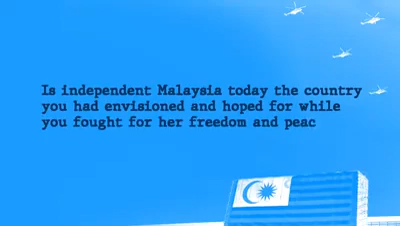 Is independent Malaysia today the country
you had envisioned and hoped for while
you fought for her freedom and peac